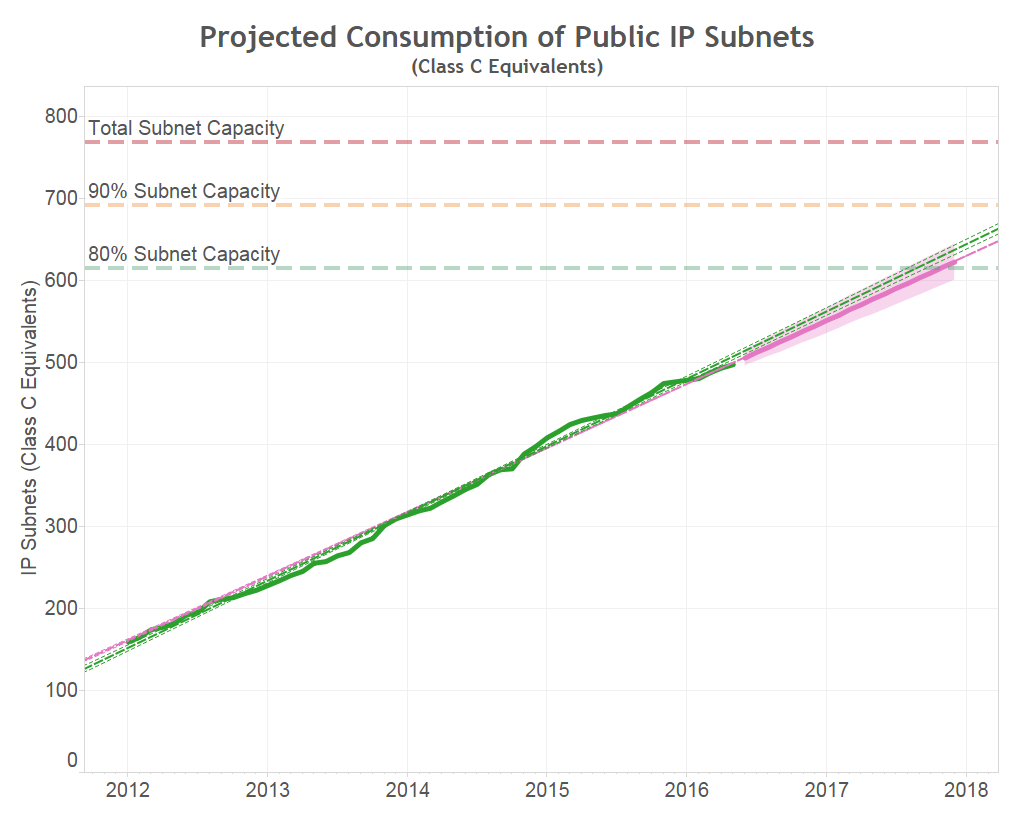 Projected Consumption of Public IP Subnets
(Class C Equivalents)
800
Total Subnet Capacity
700
90% Subnet Capacity
80% Subnet Capacity
600
500
400
300
200
100
0
IP Subnets (Class C Equivalents)
2012 2013 2014 2015 2016 2017 2018